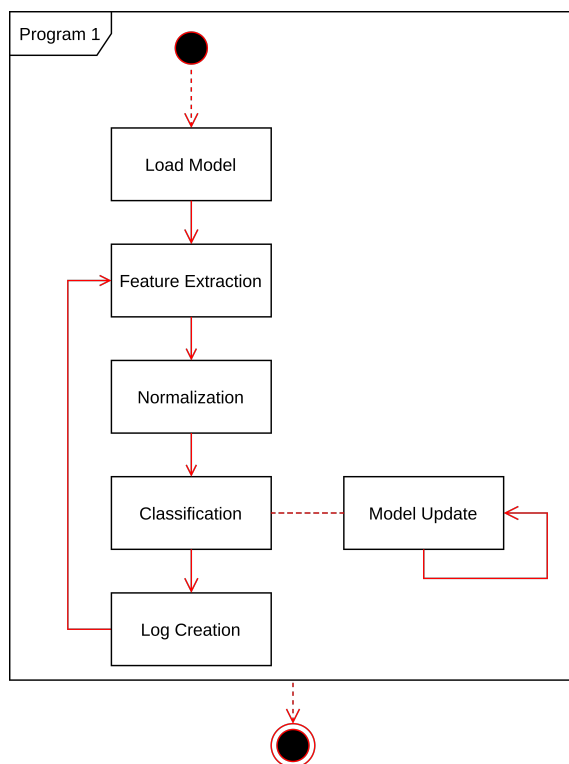 Program 1
Load Model
Feature Extraction
Normalization
Classification
Model Update
Log Creation